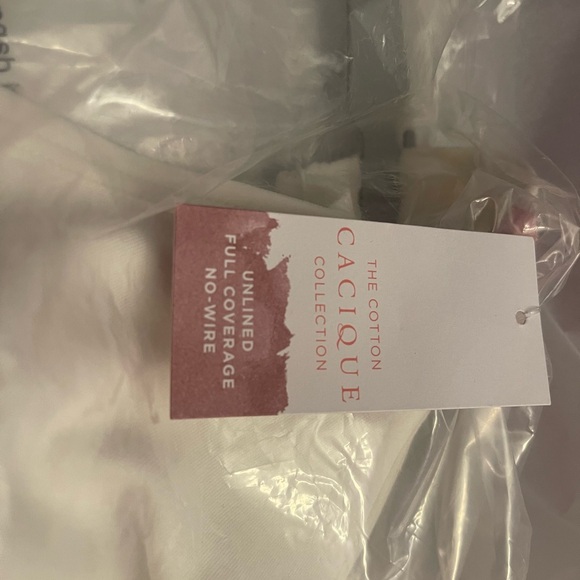 THE COTTON
CACIQUE
COLLECTION
UNLINED
FULL COVERAGE
NO-WIRE